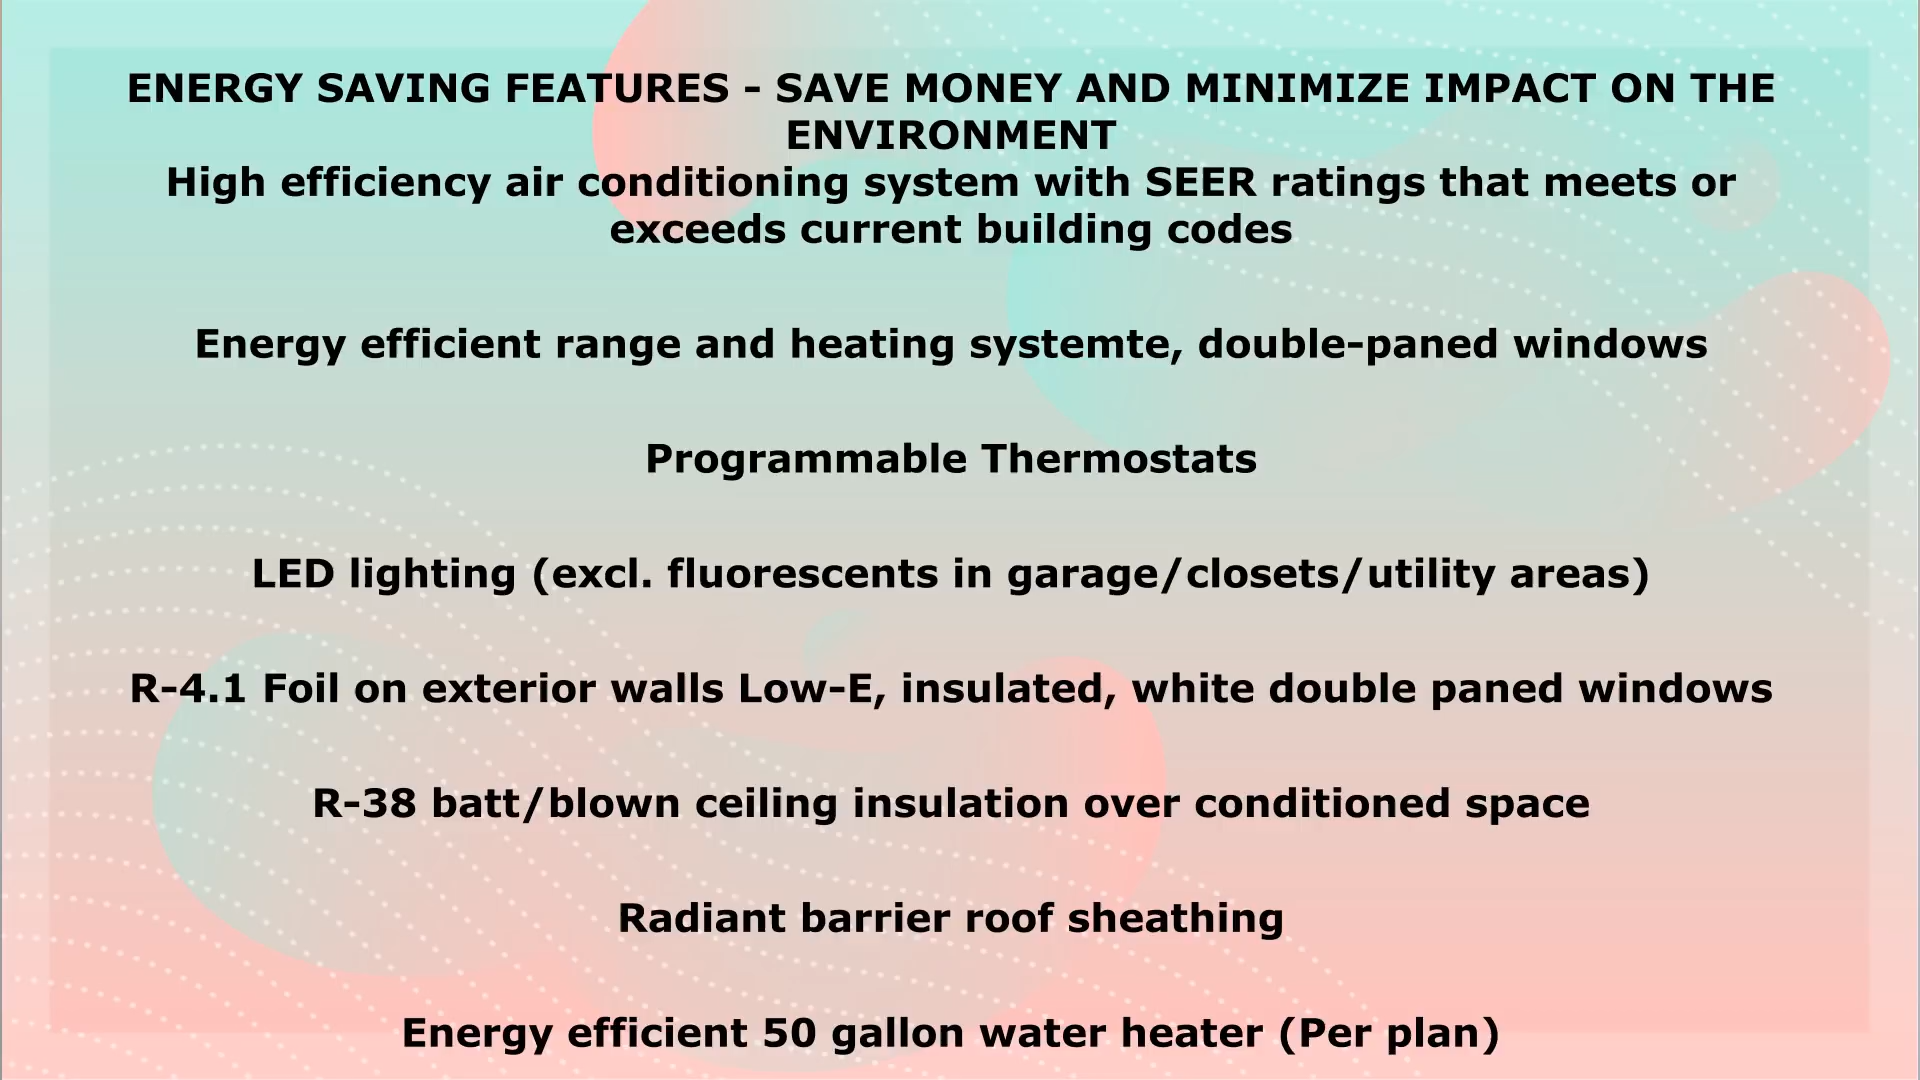 ENERGY SAVING FEATURES – SAVE MONEY AND MINIMIZE IMPACT ON THE
ENVIRONMENT
High efficiency air conditioning system with SEER ratings that meets or
exceeds current building codes
Energy efficient range and heating systemte, double-paned windows
Programmable Thermostats
LED lighting (excl. fluorescents in garage/closets/utility areas)
R-4.1 Foil on exterior walls Low-E, insulated, white double paned windows
R-38 batt/blown ceiling insulation over conditioned space
Radiant barrier roof sheathing
Energy efficient 50 gallon water heater (Per plan)